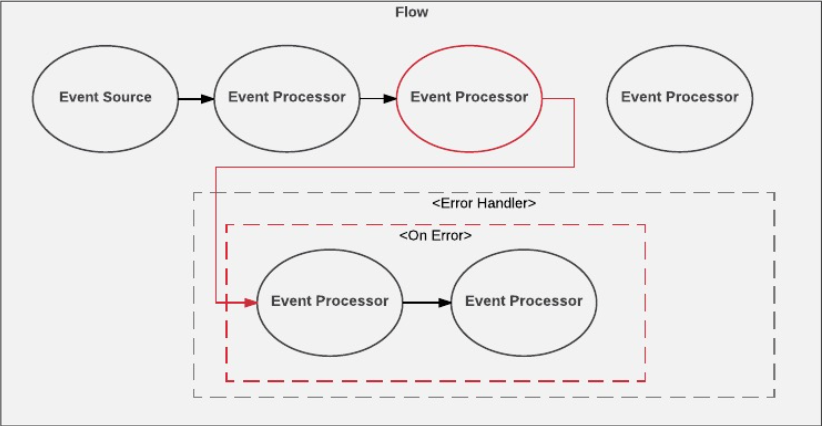 Flow
Event Source
Event Processor
Event Processor
Event Processor
<Error Handler>
<On Error>
Event Processor
Event Processor